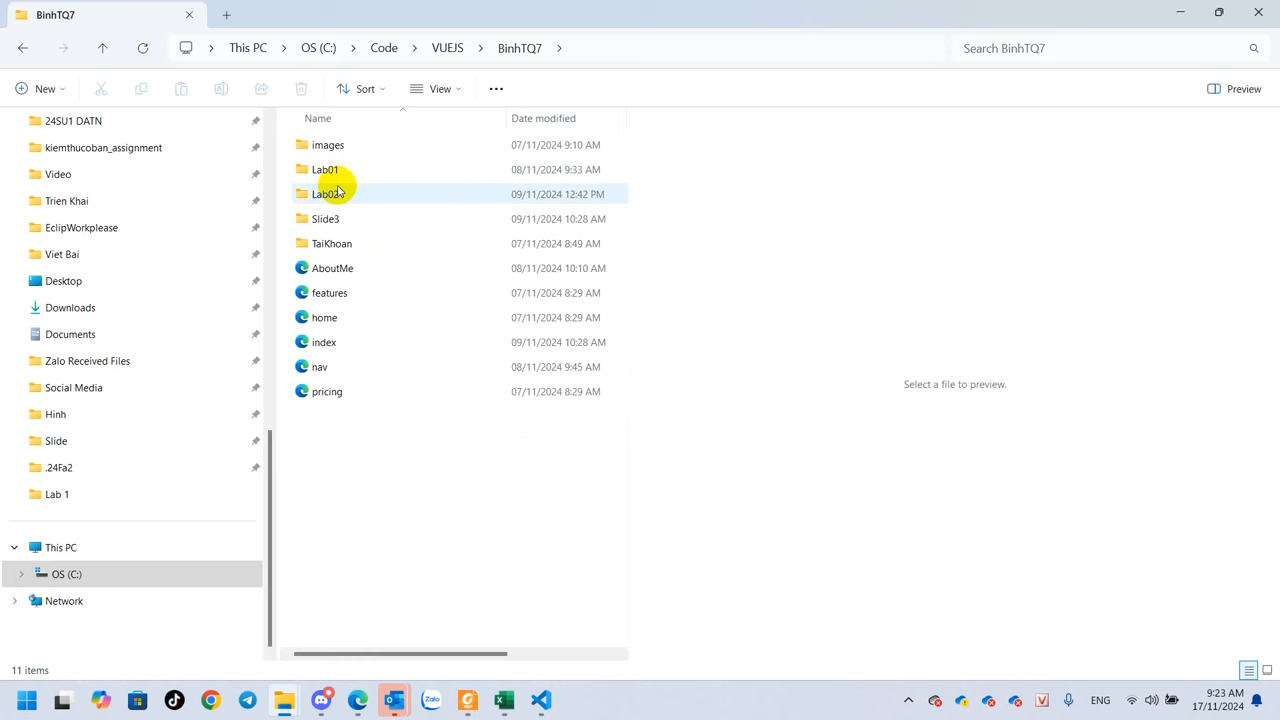 BinhTQ7
This PC
OS (C:)
Code
VUEJS
BinhTQ7
Search BinhTQ7
New
Sort
View
Preview
24SU1 DATN
kiemthucoban_assignment
Video
Trien Khai
EclipWorkplease
Viet Bai
Desktop
Downloads
Documents
Zalo Received Files
Social Media
Hinh
Slide
.24Fa2
Lab 1
This PC
OS (C:)
Network
Name Date modified
images 07/11/2024 9:10 AM
Lab01 08/11/2024 9:33 AM
Lab02 09/11/2024 12:42 PM
Slide3 09/11/2024 10:28 AM
TaiKhoan 07/11/2024 8:49 AM
AboutMe 08/11/2024 10:10 AM
features 07/11/2024 8:29 AM
home 07/11/2024 8:29 AM
index 09/11/2024 10:28 AM
nav 08/11/2024 9:45 AM
pricing 07/11/2024 8:29 AM
Select a file to preview.
11 items
Zalo
ENG
9:23 AM
17/11/2024